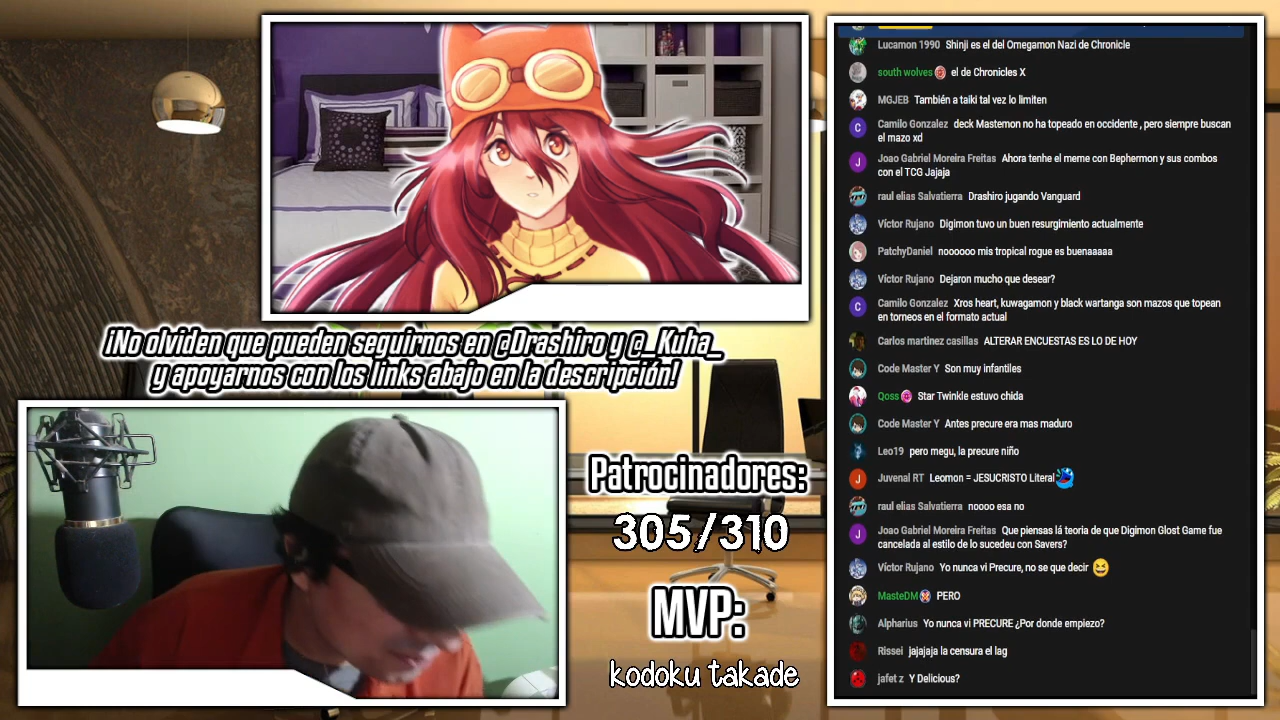 ¡No olviden que pueden seguirnos en @Drashiro y @_Kuha_
y apoyarnos con los links abajo en la descripción!
Patrocinadores:
305/310
MVP:
kodoku takade
Lucamon 1990 Shinji es el del Omegamon Nazi de Chronicle
south wolves el de Chronicles X
MGJEB También a taiki tal vez lo limiten
C Camilo Gonzalez deck Mastemon no ha topeado en occidente , pero siempre buscan
el mazo xd
J Joao Gabriel Moreira Freitas Ahora tenhe el meme con Bephermon y sus combos
con el TCG Jajaja
raul elias Salvatierra Drashiro jugando Vanguard
Víctor Rujano Digimon tuvo un buen resurgimiento actualmente
PatchyDaniel noooooo mis tropical rogue es buenaaaaa
Víctor Rujano Dejaron mucho que desear?
C Camilo Gonzalez Xros heart, kuwagamon y black wartanga son mazos que topean
en torneos en el formato actual
Carlos martinez casillas ALTERAR ENCUESTAS ES LO DE HOY
Code Master Y Son muy infantiles
Qoss Star Twinkle estuvo chida
Code Master Y Antes precure era mas maduro
Leo19 pero megu, la precure niño
J Juvenal RT Leomon = JESUCRISTO Literal
raul elias Salvatierra noooo esa no
J Joao Gabriel Moreira Freitas Que piensas lá teoria de que Digimon Glost Game fue
cancelada al estilo de lo sucedeu con Savers?
Víctor Rujano Yo nunca vi Precure, no se que decir 😆
MasteDM PERO
Alpharius Yo nunca vi PRECURE ¿Por donde empiezo?
Rissei jajajaja la censura el lag
jafet z Y Delicious?